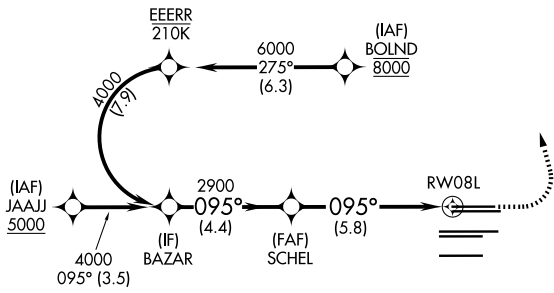 EEERR
210K
6000
275°
(6.3)
(IAF)
BOLND
8000
4000
(7.9)
(IAF)
JAAJJ
5000
4000
095° (3.5)
(IF)
BAZAR
2900
095°
(4.4)
(FAF)
SCHEL
095°
(5.8)
RW08L